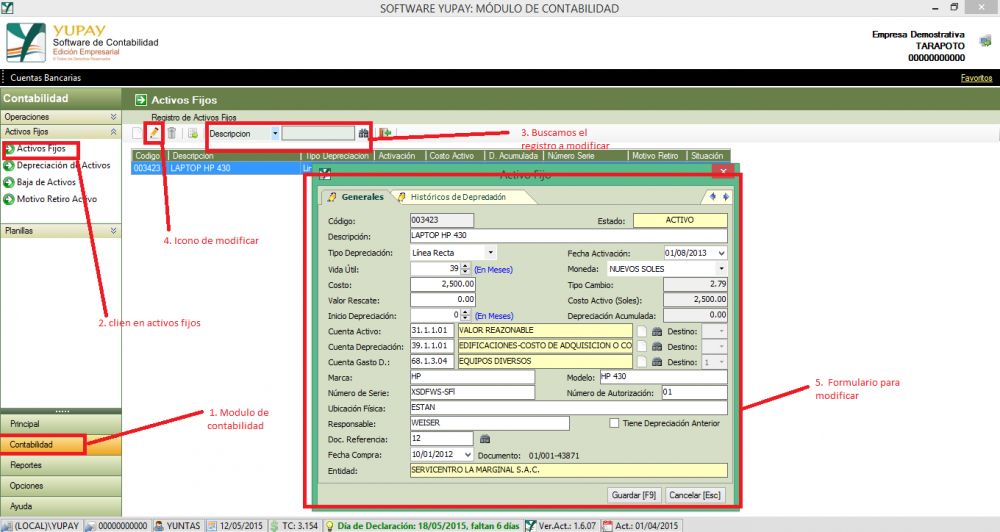 SOFTWARE YUPAY: MÓDULO DE CONTABILIDAD
YUPAY
Software de Contabilidad
Edición Empresarial
Empresa Demostrativa
TARAPOTO
00000000000
Cuentas Bancarias
Favoritos
Contabilidad
Activos Fijos
Operaciones
Registro de Activos Fijos
Activos Fijos
Descripcion
3. Buscamos el
registro a modificar
Activos Fijos
Depreciación de Activos
Baja de Activos
Motivo Retiro Activo
Planillas
Codigo Descripcion Tipo Depreciacion Activación Costo Activo D. Acumulada Número Serie Motivo Retiro Situación
003423 LAPTOP HP 430
4. Icono de modificar
2. clien en activos fijos
1. Modulo de
contabilidad
5. Formulario para
modificar
Activo Fijo
Generales Históricos de Depredación
Código: 003423 Estado: ACTIVO
Descripción: LAPTOP HP 430
Tipo Depreciación: Línea Recta Fecha Activación: 01/08/2013
Vida Útil: 39 (En Meses) Moneda: NUEVOS SOLES
Costo: 2,500.00 Tipo Cambio: 2.79
Valor Rescate: 0.00 Costo Activo (Soles): 2,500.00
Inicio Depreciación: 0 (En Meses) Depreciación Acumulada: 0.00
Cuenta Activo: 31.1.1.01 VALOR REAZONABLE Destino:
Cuenta Depreciación: 39.1.1.01 EDIFICACIONES-COSTO DE ADQUISICION O CO Destino:
Cuenta Gasto D.: 68.1.3.04 EQUIPOS DIVERSOS Destino: 1
Marca: HP Modelo: HP 430
Número de Serie: XSDFWS-SFI Número de Autorización: 01
Ubicación Física: ESTAN
Responsable: WEISER Tiene Depreciación Anterior
Doc. Referencia: 12
Fecha Compra: 10/01/2012 Documento: 01/001-43871
Entidad: SERVICENTRO LA MARGINAL S.A.C.
Guardar [F9] Cancelar [Esc]
Principal
Contabilidad
Reportes
Opciones
Ayuda
(LOCAL)\YUPAY 00000000000 YUNTAS 12/05/2015 TC: 3.154 Día de Declaración: 18/05/2015, faltan 6 días Ver.Act.: 1.6.07 Act.: 01/04/2015